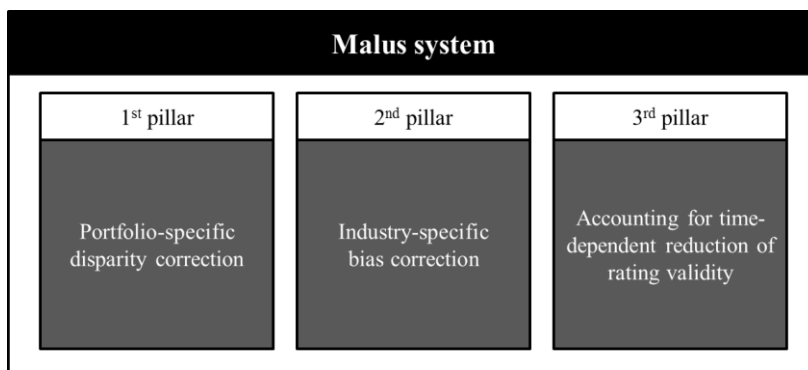 Malus system
1st pillar
2nd pillar
3rd pillar
Portfolio-specific
disparity correction
Industry-specific
bias correction
Accounting for time-
dependent reduction of
rating validity